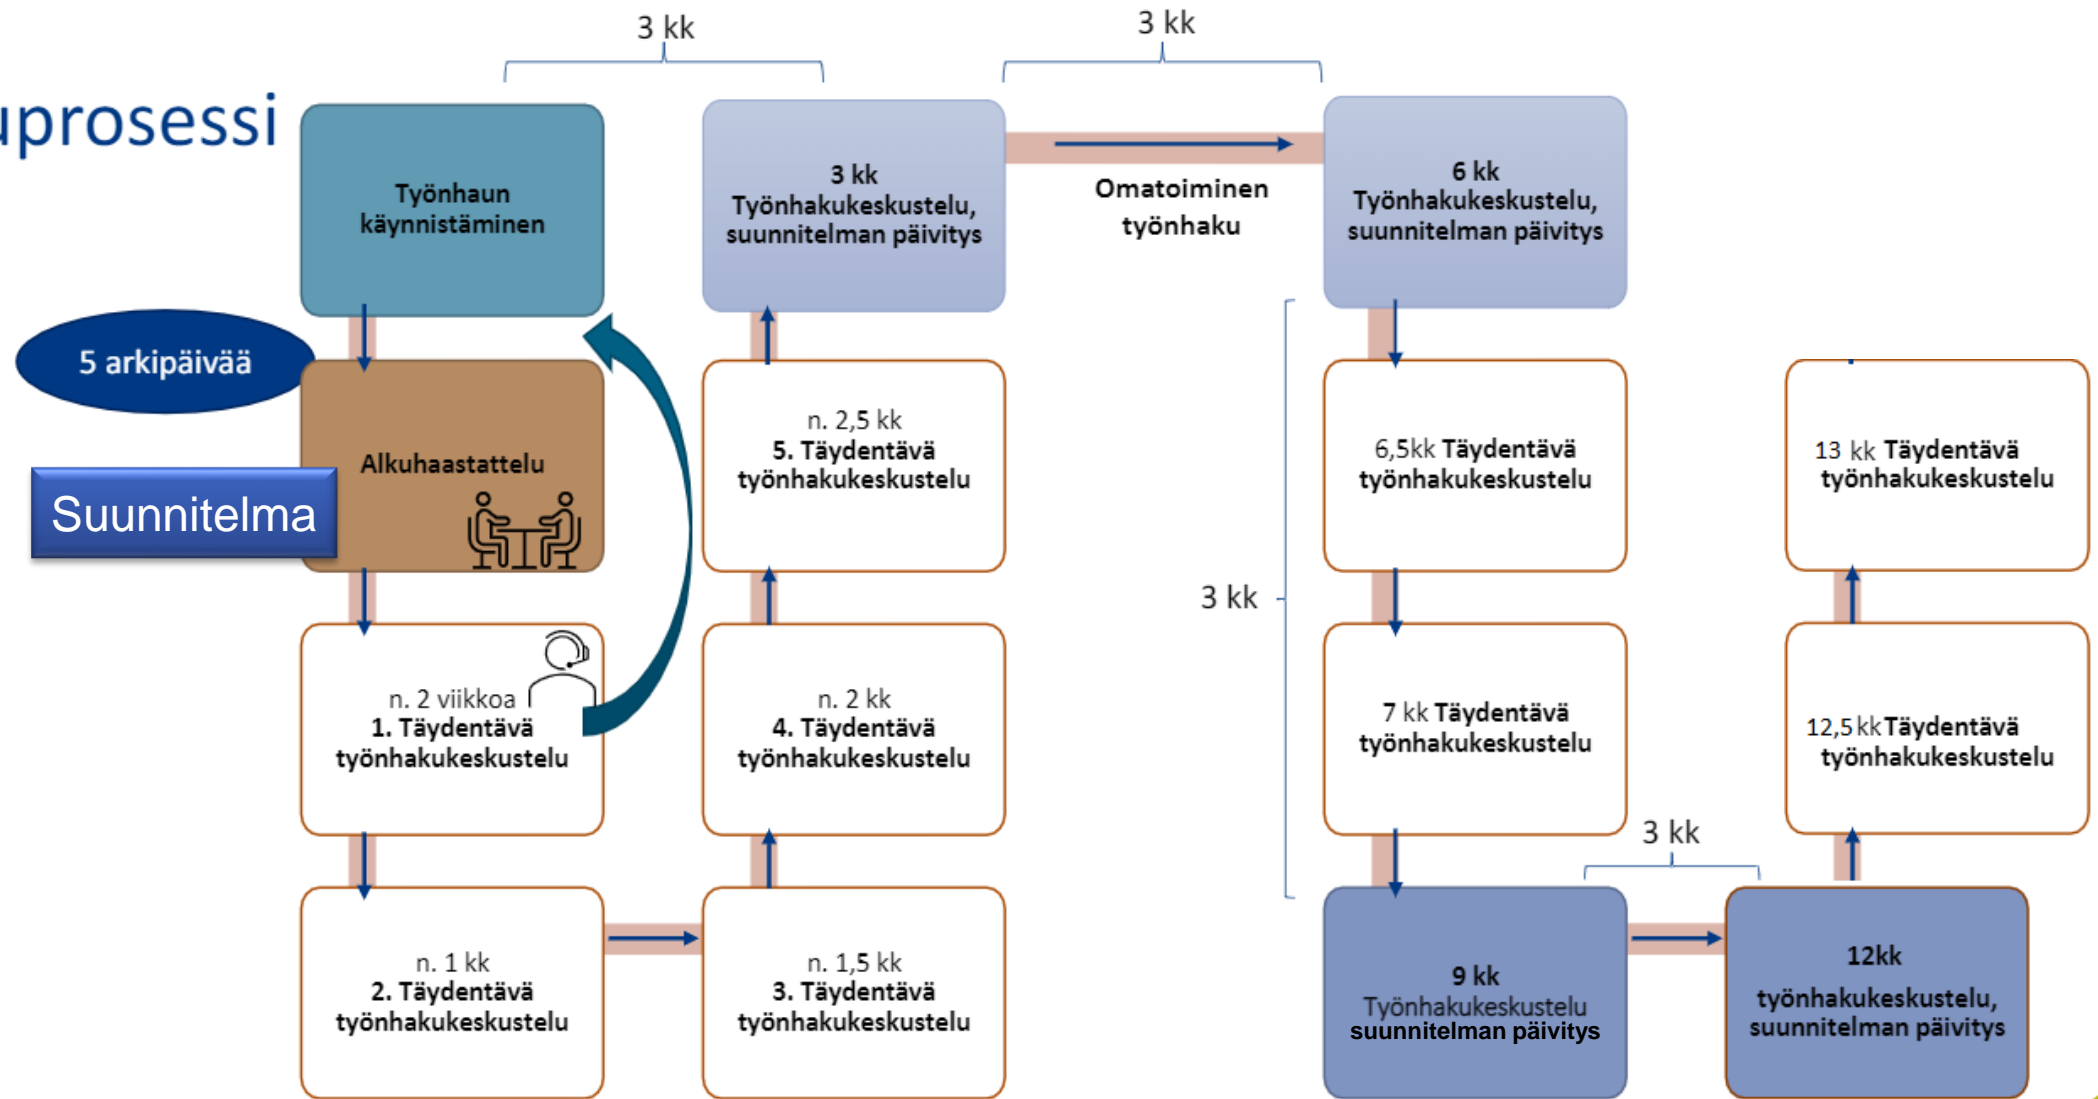 3 kk
3 kk
uprosessi
Työnhaun
käynnistäminen
5 arkipäivää
Alkuhaastattelu
Suunnitelma
n. 2 viikkoa
1. Täydentävä
työnhakukeskustelu
n. 1 kk
2. Täydentävä
työnhakukeskustelu
n. 1,5 kk
3. Täydentävä
työnhakukeskustelu
n. 2 kk
4. Täydentävä
työnhakukeskustelu
n. 2,5 kk
5. Täydentävä
työnhakukeskustelu
3 kk
Työnhakukeskustelu,
suunnitelman päivitys
Omatoiminen
työnhaku
6 kk
Työnhakukeskustelu,
suunnitelman päivitys
3 kk
6,5kk Täydentävä
työnhakukeskustelu
7 kk Täydentävä
työnhakukeskustelu
9 kk
Työnhakukeskustelu
suunnitelman päivitys
3 kk
12kk
työnhakukeskustelu,
suunnitelman päivitys
12,5 kk Täydentävä
työnhakukeskustelu
13 kk Täydentävä
työnhakukeskustelu